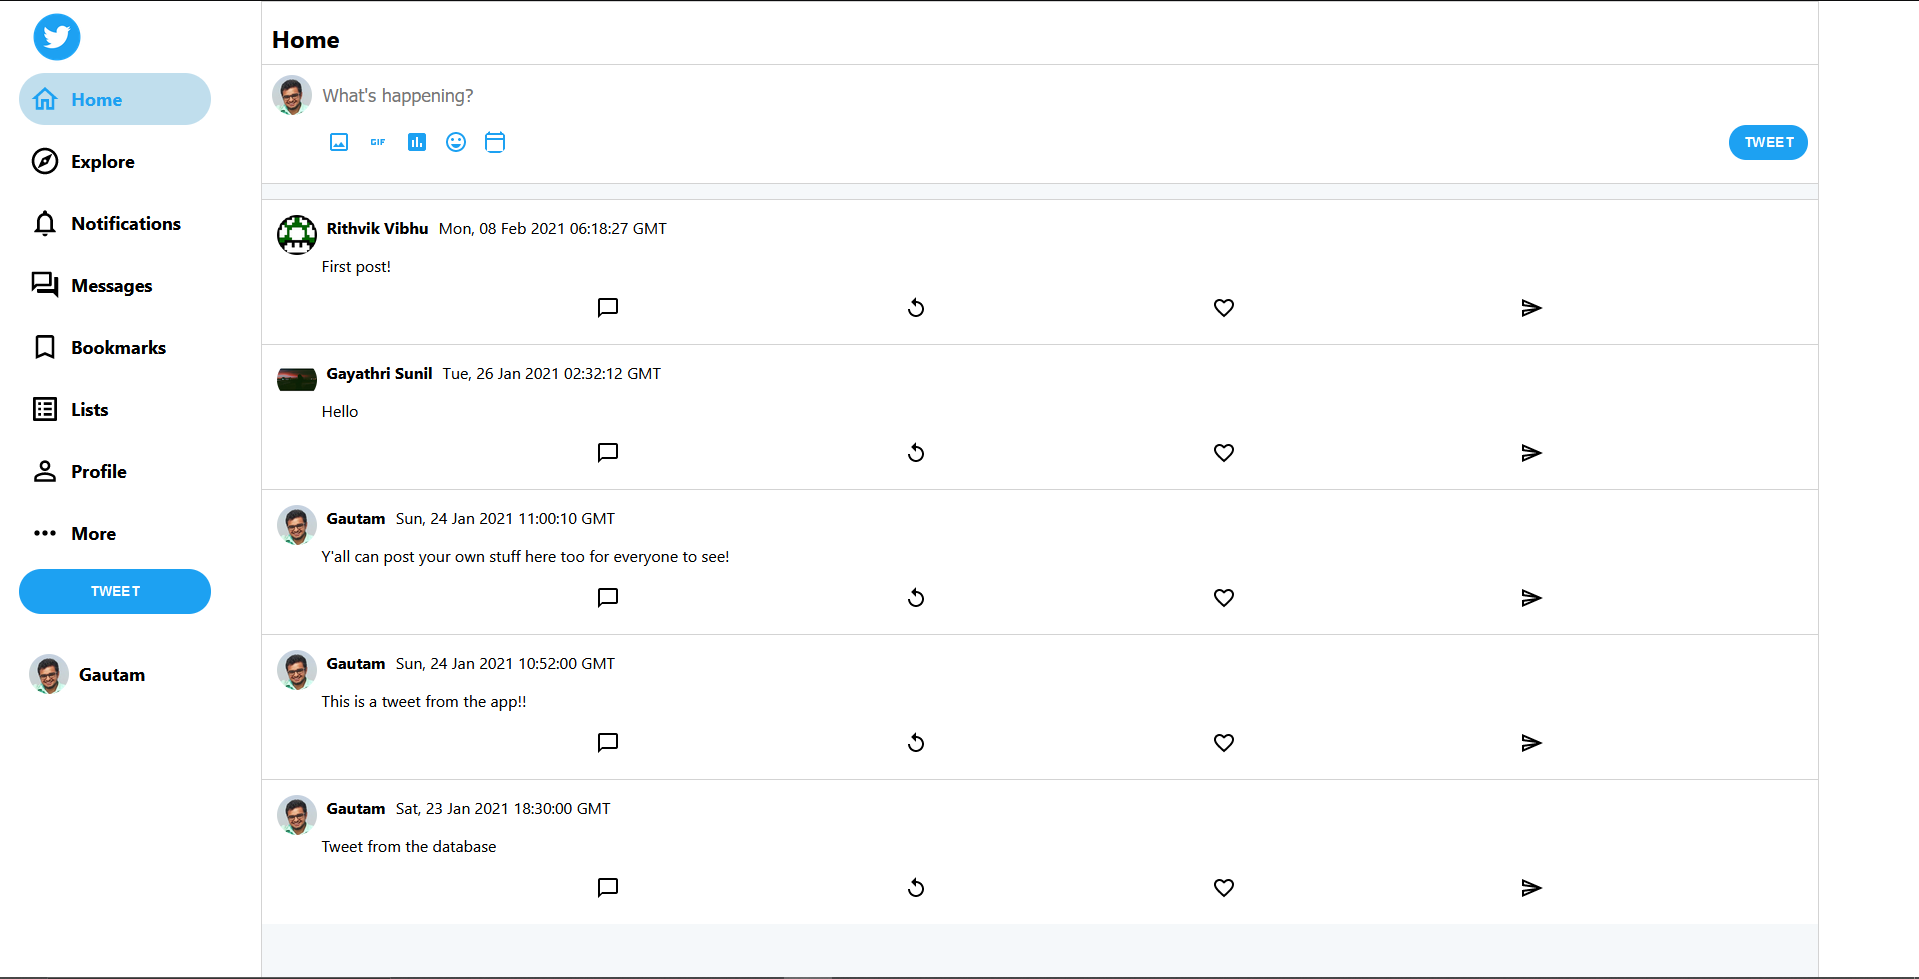 Home
Explore
Notifications
Messages
Bookmarks
Lists
Profile
More
TWEET
Gautam
Home
What's happening?
GIF
TWEET
Rithvik Vibhu Mon, 08 Feb 2021 06:18:27 GMT
First post!
Gayathri Sunil Tue, 26 Jan 2021 02:32:12 GMT
Hello
Gautam Sun, 24 Jan 2021 11:00:10 GMT
Y'all can post your own stuff here too for everyone to see!
Gautam Sun, 24 Jan 2021 10:52:00 GMT
This is a tweet from the app!!
Gautam Sat, 23 Jan 2021 18:30:00 GMT
Tweet from the database